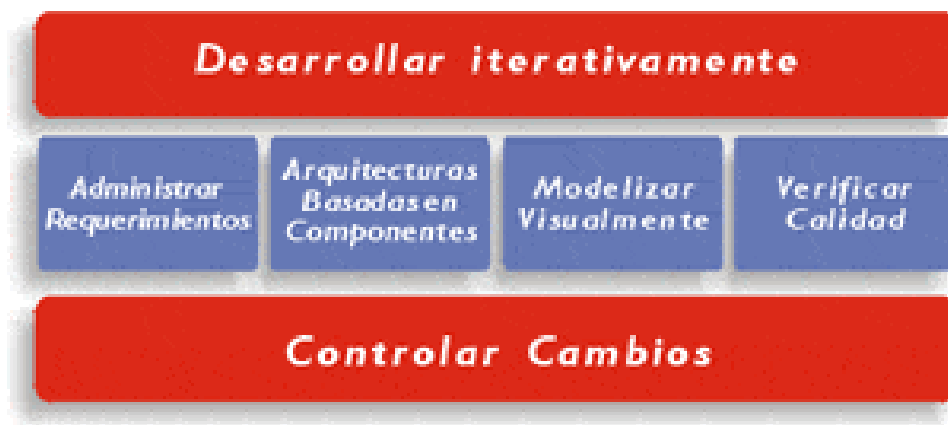 Desarrollar iterativamente
Administrar
Requerimientos
Arquitecturas
Basadas en
Componentes
Modelizar
Visualmente
Verificar
Calidad
Controlar Cambios